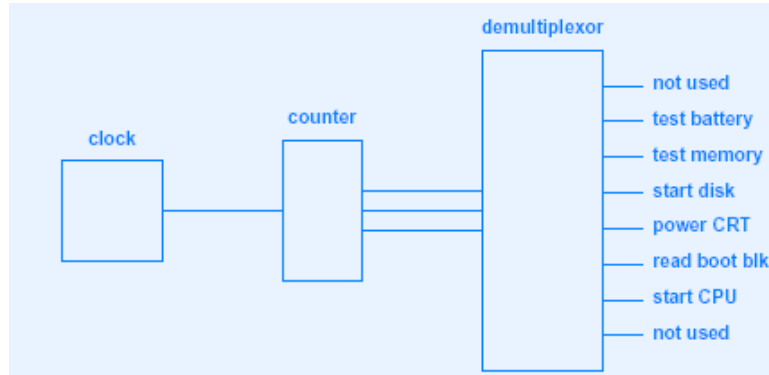 demultiplexor
not used
counter
test battery
clock
test memory
start disk
power CRT
read boot blk
start CPU
not used